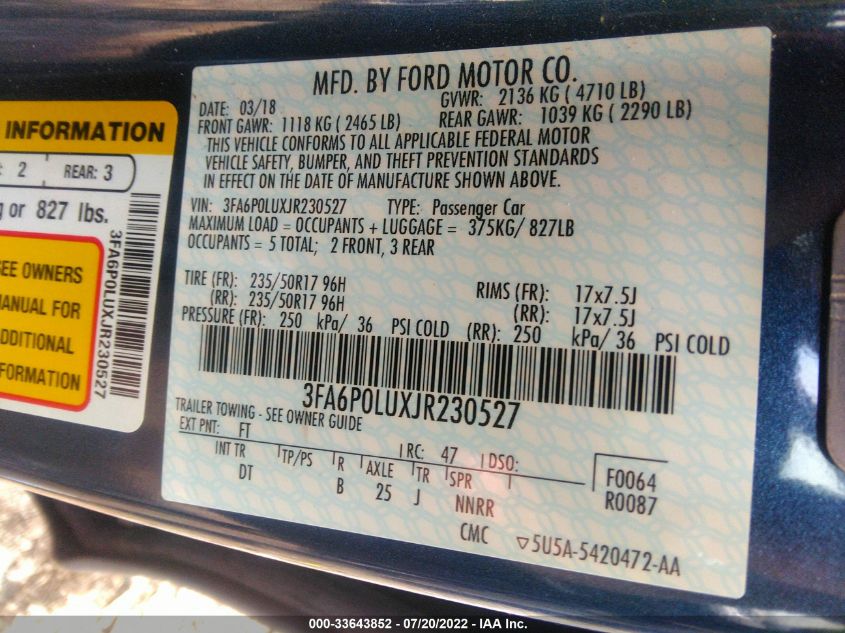 MFD. BY FORD MOTOR CO.
DATE: 03/18 GVWR: 2136 KG ( 4710 LB)
FRONT GAWR: 1118 KG ( 2465 LB) REAR GAWR: 1039 KG ( 2290 LB)
THIS VEHICLE CONFORMS TO ALL APPLICABLE FEDERAL MOTOR
VEHICLE SAFETY, BUMPER, AND THEFT PREVENTION STANDARDS
IN EFFECT ON THE DATE OF MANUFACTURE SHOWN ABOVE.
VIN: 3FA6P0LUXJR230527 TYPE: Passenger Car
MAXIMUM LOAD = OCCUPANTS + LUGGAGE = 375KG/ 827LB
OCCUPANTS = 5 TOTAL; 2 FRONT, 3 REAR
TIRE (FR): 235/50R17 96H RIMS (FR): 17x7.5J
(RR): 235/50R17 96H (RR): 17x7.5J
PRESSURE (FR): 250 kPa/ 36 PSI COLD (RR): 250 kPa/ 36 PSI COLD
3FA6P0LUXJR230527
TRAILER TOWING - SEE OWNER GUIDE
EXT PNT: FT RC: 47 DSO:
INT TR TP/PS R AXLE TR SPR F0064
DT B 25 J NNRR R0087
CMC ▽5U5A-5420472-AA
INFORMATION
: 2 REAR: 3
g or 827 lbs.
SEE OWNERS
MANUAL FOR
ADDITIONAL
INFORMATION
3FA6P0LUXJR230527
000-33643852 - 07/20/2022 - IAA Inc.